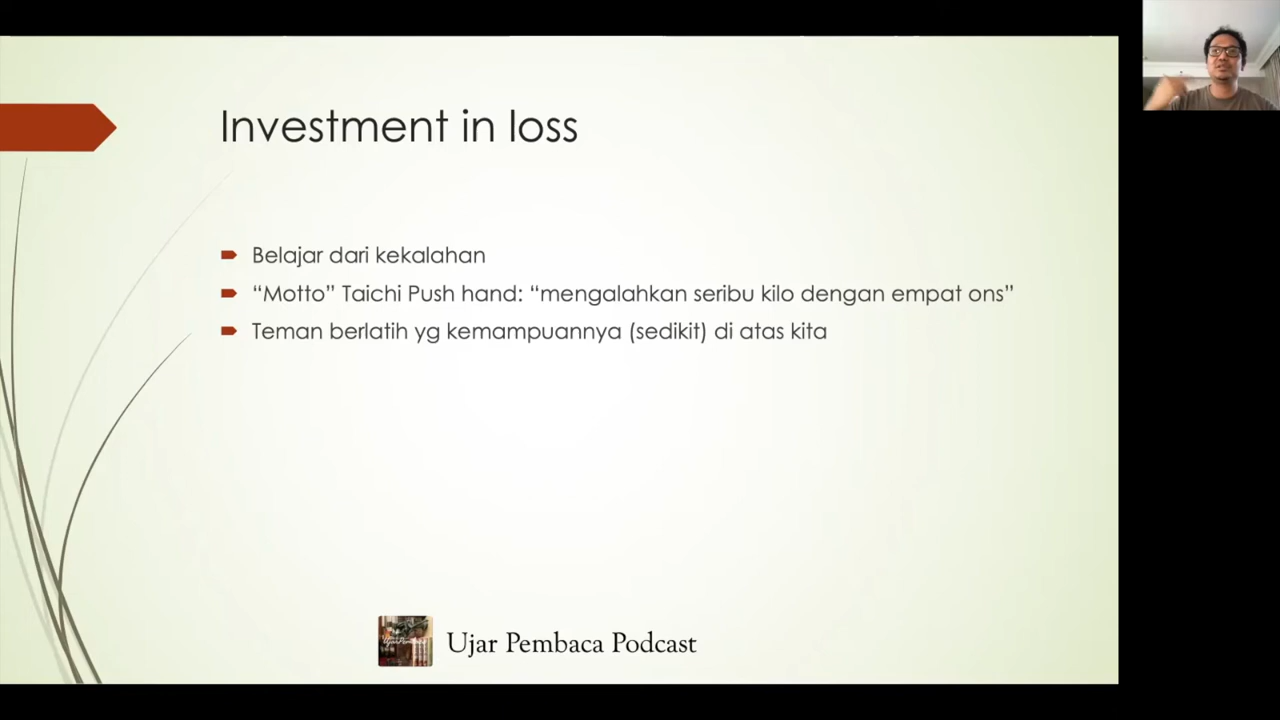 Investment in loss
Belajar dari kekalahan
“Motto” Taichi Push hand: “mengalahkan seribu kilo dengan empat ons”
Teman berlatih yg kemampuannya (sedikit) di atas kita
UjarPembaca
Ujar Pembaca Podcast